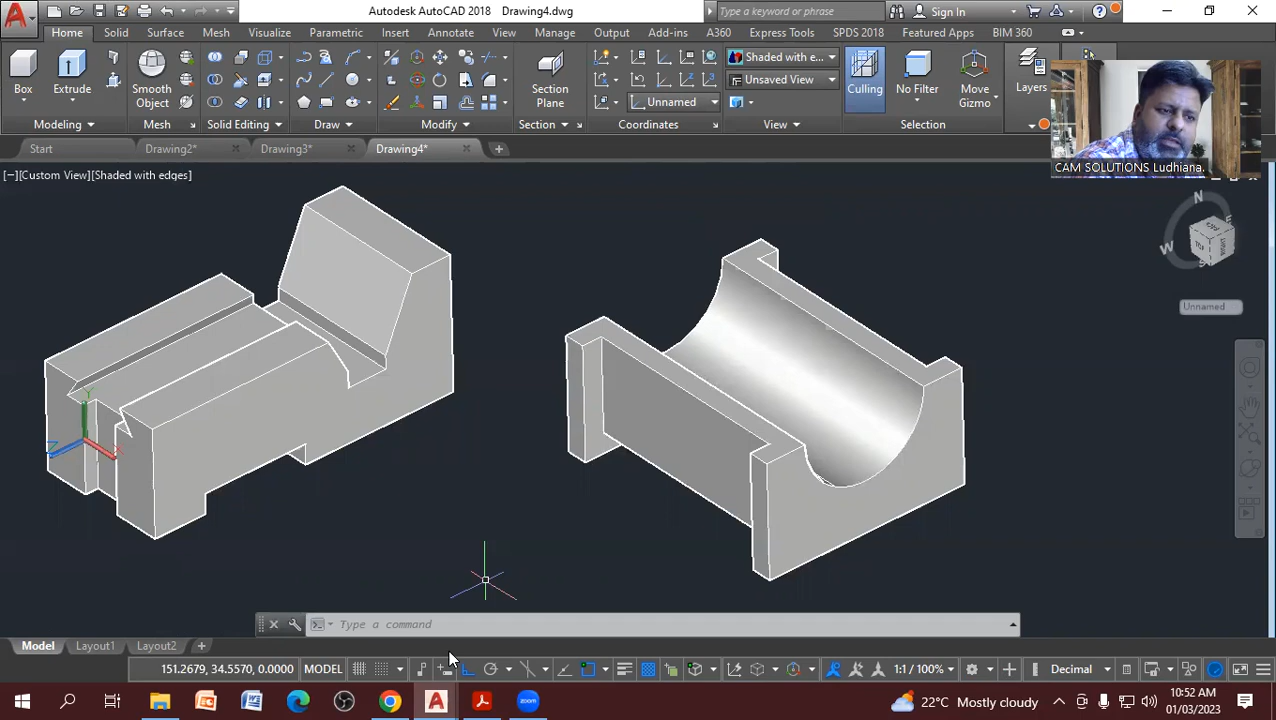 Autodesk AutoCAD 2018 Drawing4.dwg
Type a keyword or phrase
Sign In
Home Solid Surface Mesh Visualize Parametric Insert Annotate View Manage Output Add-ins A360 Express Tools SPDS 2018 Featured Apps BIM 360
Shaded with e...
Unsaved View
Unnamed
Box Extrude Smooth Object Section Plane Culling No Filter Move Gizmo Layers
Modeling Mesh Solid Editing Draw Modify Section Coordinates View Selection
CAM SOLUTIONS Ludhiana.
Start Drawing2* Drawing3* Drawing4*
[−][Custom View][Shaded with edges]
N
W
S
TOP
RIGHT
Unnamed
Y
Type a command
Model Layout1 Layout2
151.2679, 34.5570, 0.0000 MODEL 1:1 / 100% Decimal
22°C Mostly cloudy
10:52 AM
01/03/2023